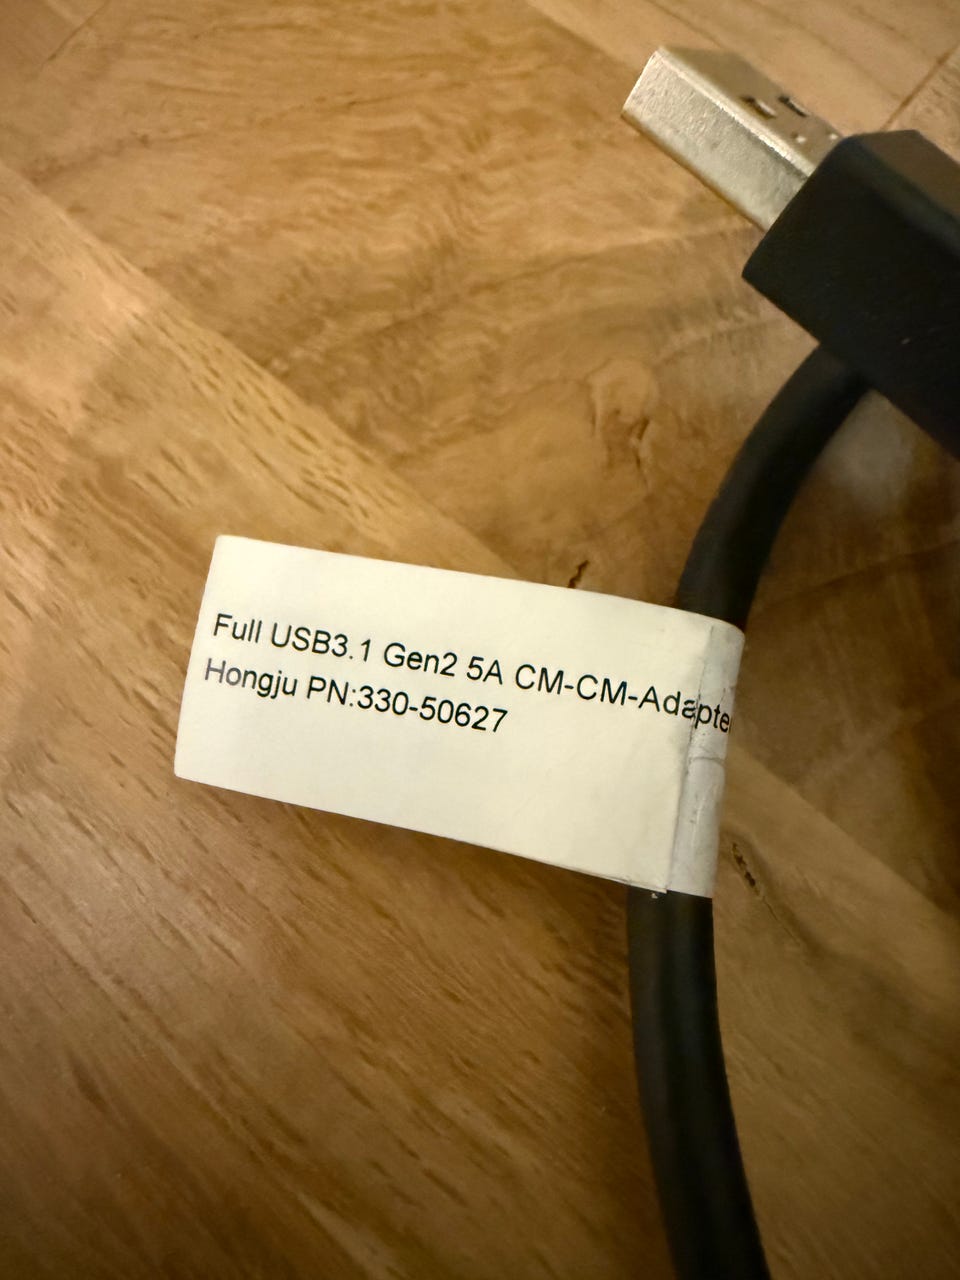 Full USB3.1 Gen2 5A CM-CM-Adapter
Hongju PN:330-50627